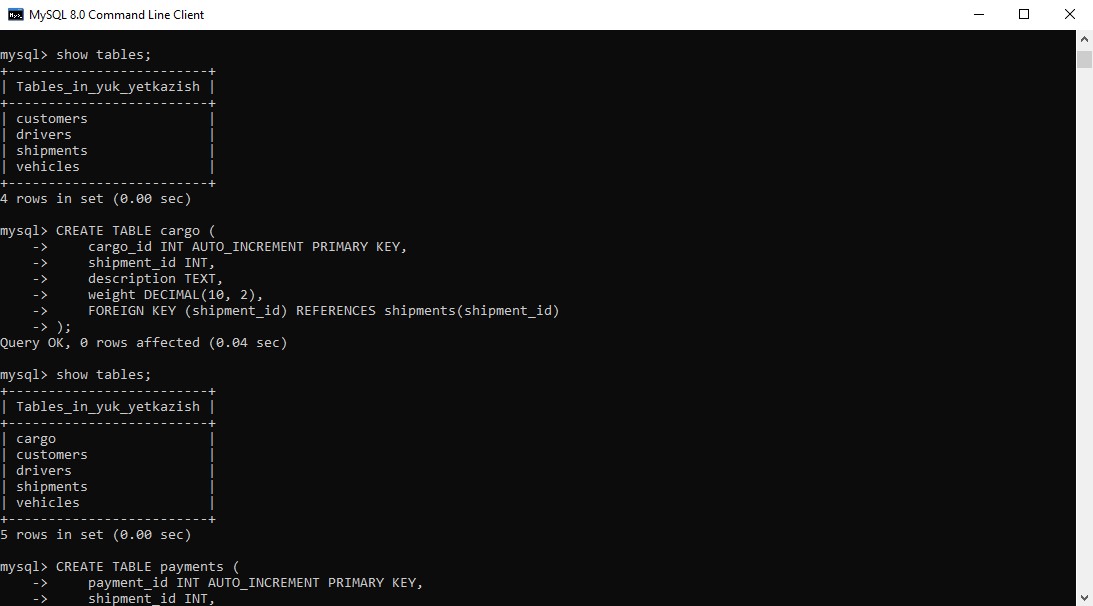 MySQL 8.0 Command Line Client
mysql> show tables;
+-------------------------+
| Tables_in_yuk_yetkazish |
+-------------------------+
| customers               |
| drivers                 |
| shipments               |
| vehicles                |
+-------------------------+
4 rows in set (0.00 sec)
mysql> CREATE TABLE cargo (
    ->     cargo_id INT AUTO_INCREMENT PRIMARY KEY,
    ->     shipment_id INT,
    ->     description TEXT,
    ->     weight DECIMAL(10, 2),
    ->     FOREIGN KEY (shipment_id) REFERENCES shipments(shipment_id)
    -> );
Query OK, 0 rows affected (0.04 sec)
mysql> show tables;
+-------------------------+
| Tables_in_yuk_yetkazish |
+-------------------------+
| cargo                   |
| customers               |
| drivers                 |
| shipments               |
| vehicles                |
+-------------------------+
5 rows in set (0.00 sec)
mysql> CREATE TABLE payments (
    ->     payment_id INT AUTO_INCREMENT PRIMARY KEY,
    ->     shipment_id INT,